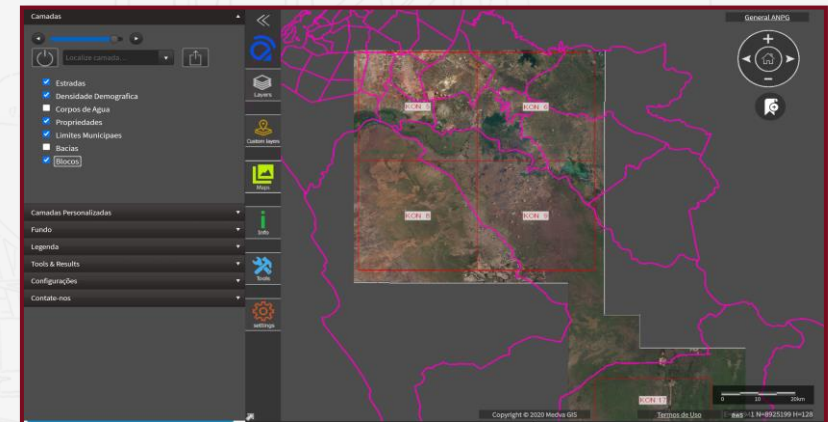 Camadas
Localize camada...
Estradas
Densidade Demografica
Corpos de Agua
Propriedades
Limites Municipaes
Bacias
Blocos
Camadas Personalizadas
Fundo
Legenda
Tools & Results
Configurações
Contate-nos
Layers
Custom layers
Maps
Info
Tools
settings
General ANPG
KON 5
KON 6
KON 8
KON 9
KON 17
0 10 20km
Copyright © 2020 Medva GIS
Termos de Uso
N=8925199 H=128